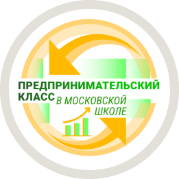 ПРЕДПРИНИМАТЕЛЬСКИЙ
КЛАСС В МОСКОВСКОЙ
ШКОЛЕ